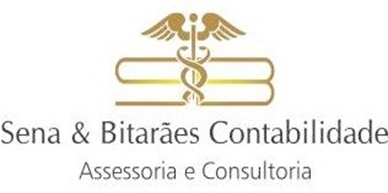 Sena & Bitarães Contabilidade
Assessoria e Consultoria